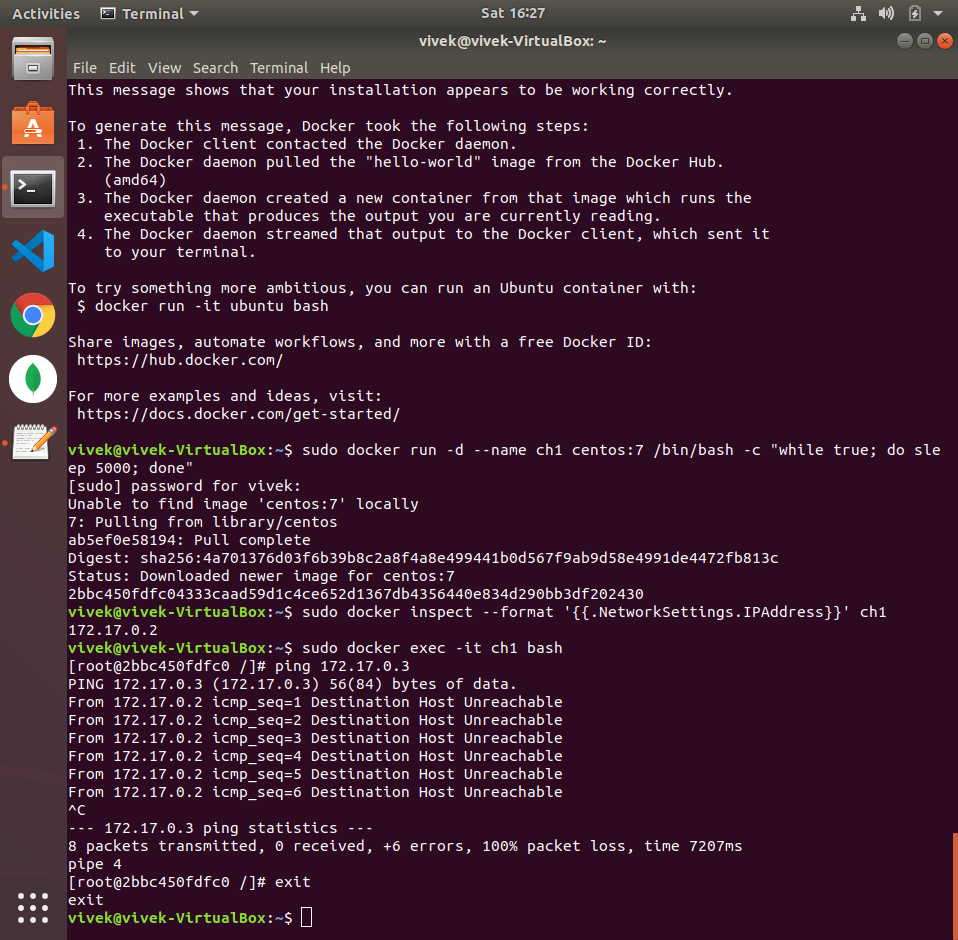 Activities Terminal Sat 16:27
vivek@vivek-VirtualBox: ~
File Edit View Search Terminal Help
This message shows that your installation appears to be working correctly.
To generate this message, Docker took the following steps:
1. The Docker client contacted the Docker daemon.
2. The Docker daemon pulled the "hello-world" image from the Docker Hub.
(amd64)
3. The Docker daemon created a new container from that image which runs the
executable that produces the output you are currently reading.
4. The Docker daemon streamed that output to the Docker client, which sent it
to your terminal.
To try something more ambitious, you can run an Ubuntu container with:
$ docker run -it ubuntu bash
Share images, automate workflows, and more with a free Docker ID:
https://hub.docker.com/
For more examples and ideas, visit:
https://docs.docker.com/get-started/
vivek@vivek-VirtualBox:~$ sudo docker run -d --name ch1 centos:7 /bin/bash -c "while true; do sle
ep 5000; done"
[sudo] password for vivek:
Unable to find image 'centos:7' locally
7: Pulling from library/centos
ab5ef0e58194: Pull complete
Digest: sha256:4a701376d03f6b39b8c2a8f4a8e499441b0d567f9ab9d58e4991de4472fb813c
Status: Downloaded newer image for centos:7
2bbc450fdfc04333caad59d1c4ce652d1367db4356440e834d290bb3df202430
vivek@vivek-VirtualBox:~$ sudo docker inspect --format '{{.NetworkSettings.IPAddress}}' ch1
172.17.0.2
vivek@vivek-VirtualBox:~$ sudo docker exec -it ch1 bash
[root@2bbc450fdfc0 /]# ping 172.17.0.3
PING 172.17.0.3 (172.17.0.3) 56(84) bytes of data.
From 172.17.0.2 icmp_seq=1 Destination Host Unreachable
From 172.17.0.2 icmp_seq=2 Destination Host Unreachable
From 172.17.0.2 icmp_seq=3 Destination Host Unreachable
From 172.17.0.2 icmp_seq=4 Destination Host Unreachable
From 172.17.0.2 icmp_seq=5 Destination Host Unreachable
From 172.17.0.2 icmp_seq=6 Destination Host Unreachable
^C
--- 172.17.0.3 ping statistics ---
8 packets transmitted, 0 received, +6 errors, 100% packet loss, time 7207ms
pipe 4
[root@2bbc450fdfc0 /]# exit
exit
vivek@vivek-VirtualBox:~$